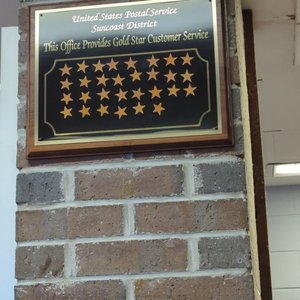 United States Postal Service
Suncoast District
This Office Provides Gold Star Customer Service